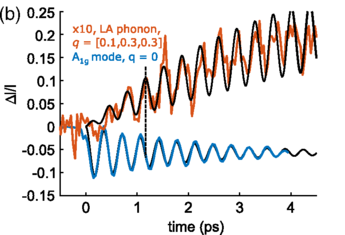 (b)
0.25
0.2
0.15
0.1
0.05
0
-0.05
-0.1
-0.15
ΔI/I
x10, LA phonon,
q = [0.1,0.3,0.3]
A1g mode, q = 0
0
1
2
3
4
time (ps)